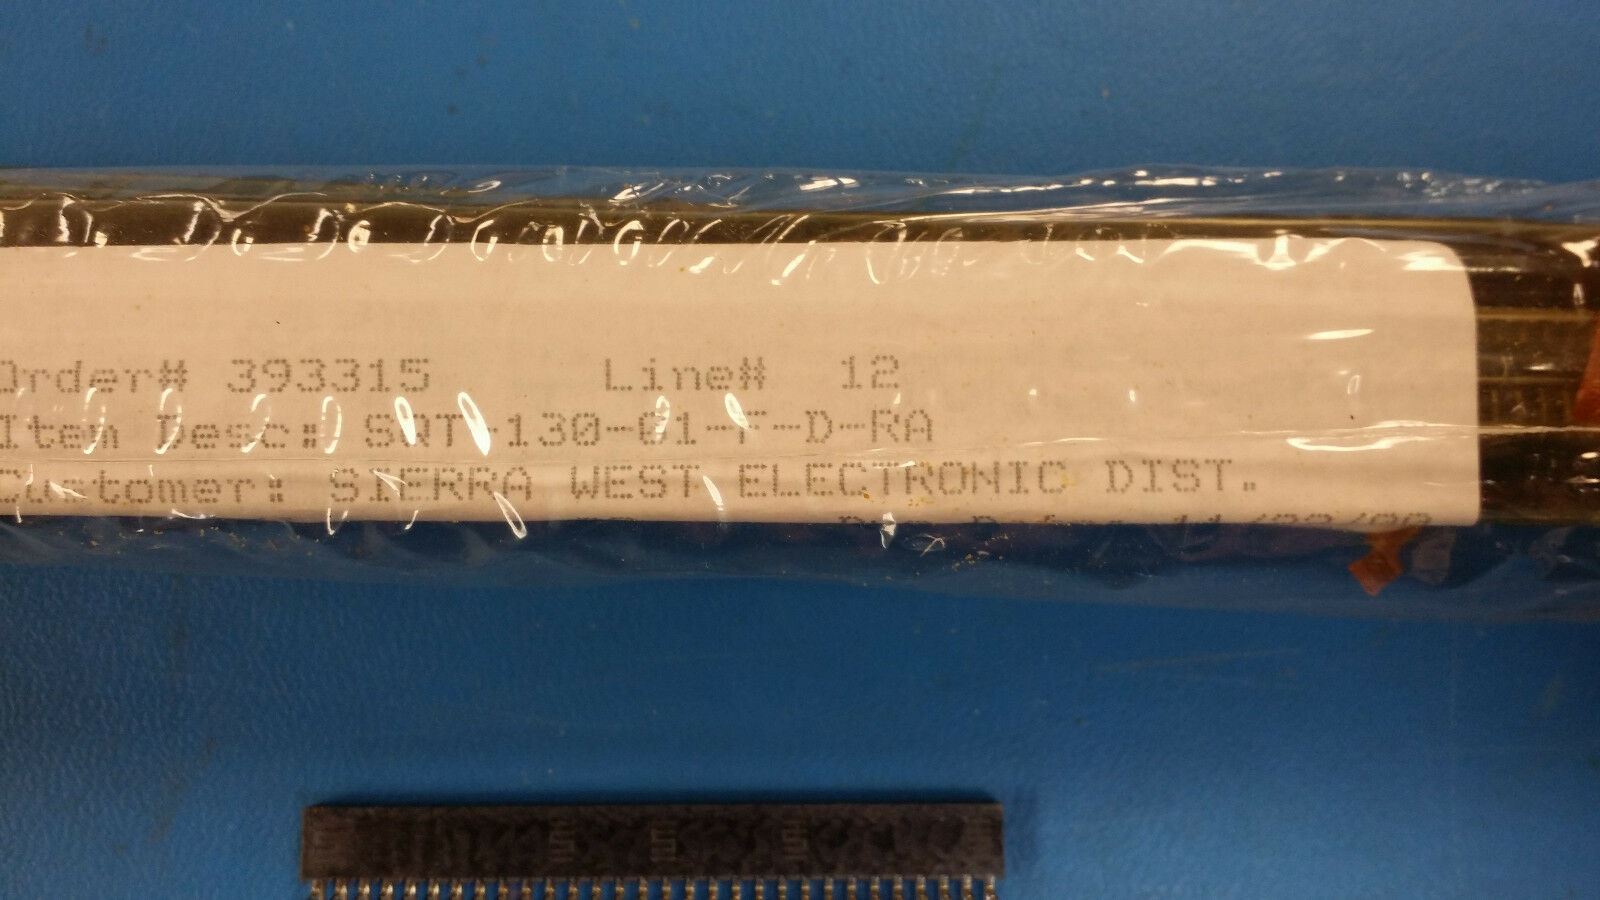 Order# 393315 Line# 12
Item Desc: SQT-130-01-F-D-RA
Customer: SIERRA WEST ELECTRONIC DIST.